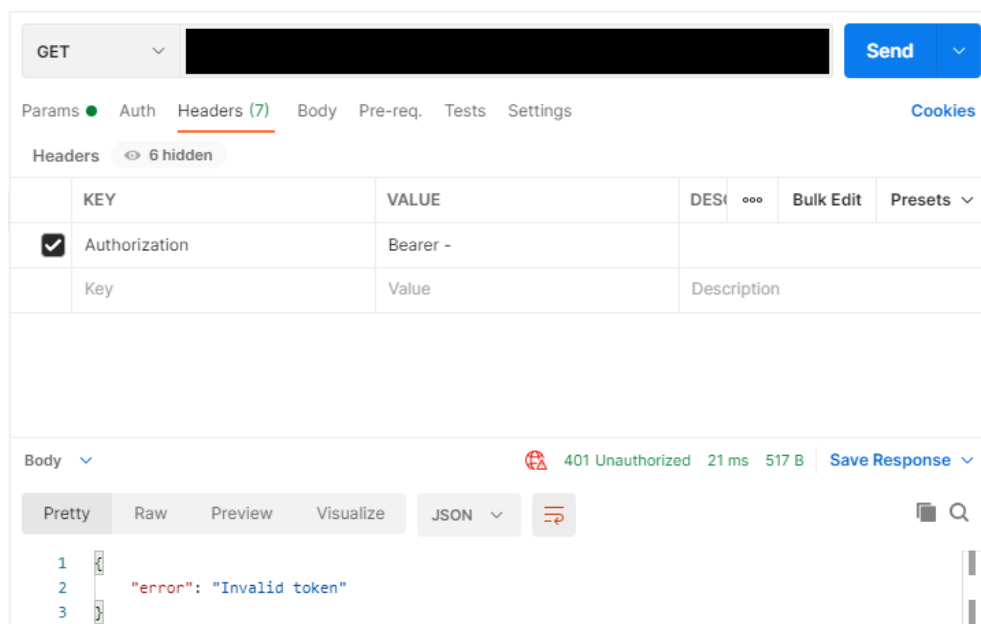 GET Send
Params Auth Headers (7) Body Pre-req. Tests Settings Cookies
Headers 6 hidden
KEY VALUE DESC ooo Bulk Edit Presets
Authorization Bearer -
Key Value Description
Body 401 Unauthorized 21 ms 517 B Save Response
Pretty Raw Preview Visualize JSON
1 {
2 "error": "Invalid token"
3 }